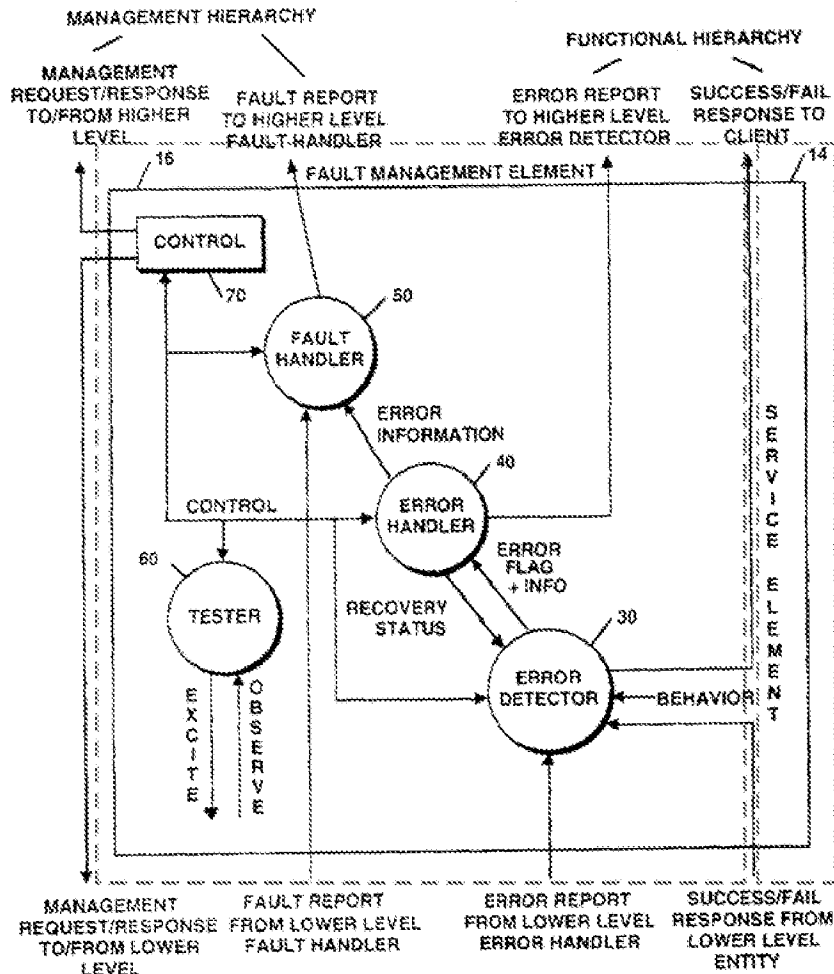 MANAGEMENT HIERARCHY
FUNCTIONAL HIERARCHY
MANAGEMENT
REQUEST/RESPONSE
TO/FROM HIGHER
LEVEL
FAULT REPORT
TO HIGHER LEVEL
FAULT HANDLER
ERROR REPORT
TO HIGHER LEVEL
ERROR DETECTOR
SUCCESS/FAIL
RESPONSE TO
CLIENT
16
FAULT MANAGEMENT ELEMENT
14
CONTROL
70
50
FAULT
HANDLER
ERROR
INFORMATION
40
ERROR
HANDLER
CONTROL
60
TESTER
ERROR
FLAG
+ INFO
RECOVERY
STATUS
30
ERROR
DETECTOR
BEHAVIOR
SERVICE ELEMENT
EXCITE
OBSERVE
MANAGEMENT
REQUEST/RESPONSE
TO/FROM LOWER
LEVEL
FAULT REPORT
FROM LOWER LEVEL
FAULT HANDLER
ERROR REPORT
FROM LOWER LEVEL
ERROR HANDLER
SUCCESS/FAIL
RESPONSE FROM
LOWER LEVEL
ENTITY